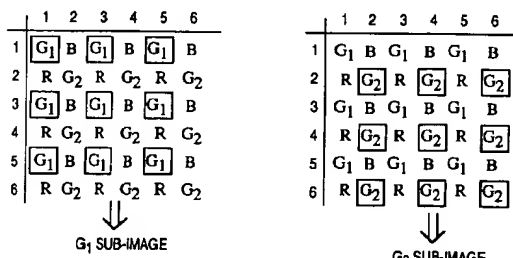 1 2 3 4 5 6
1 G1 B G1 B G1 B
2 R G2 R G2 R G2
3 G1 B G1 B G1 B
4 R G2 R G2 R G2
5 G1 B G1 B G1 B
6 R G2 R G2 R G2
G1 SUB-IMAGE
1 2 3 4 5 6
1 G1 B G1 B G1 B
2 R G2 R G2 R G2
3 G1 B G1 B G1 B
4 R G2 R G2 R G2
5 G1 B G1 B G1 B
6 R G2 R G2 R G2
G2 SUB-IMAGE